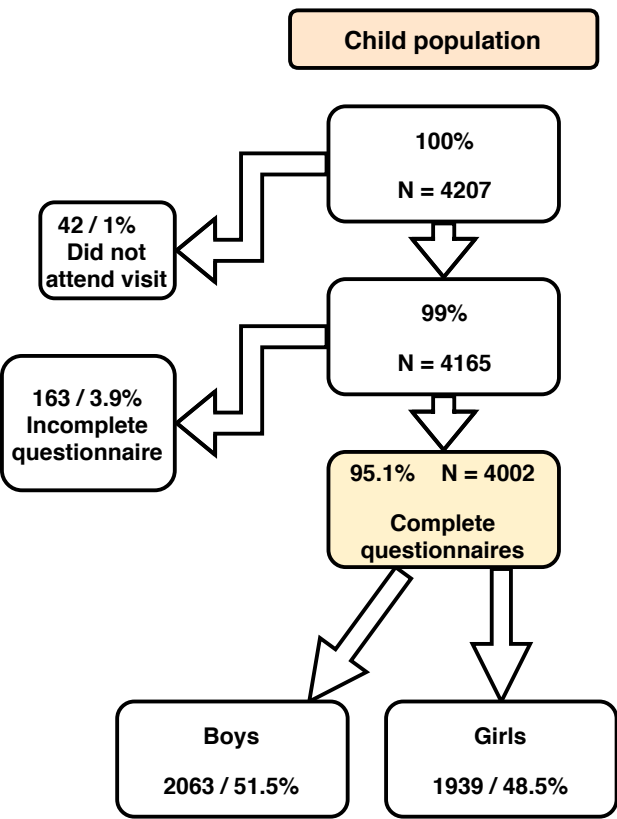 Child population
100%
N = 4207
42 / 1%
Did not
attend visit
99%
N = 4165
163 / 3.9%
Incomplete
questionnaire
95.1% N = 4002
Complete
questionnaires
Boys
2063 / 51.5%
Girls
1939 / 48.5%